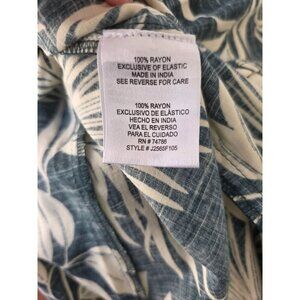 100% RAYON
EXCLUSIVE OF ELASTIC
MADE IN INDIA
SEE REVERSE FOR CARE
100% RAYON
EXCLUSIVO DE ELÁSTICO
HECHO EN INDIA
VEA EL REVERSO
PARA EL CUIDADO
RN # 74786
STYLE # J2565F105